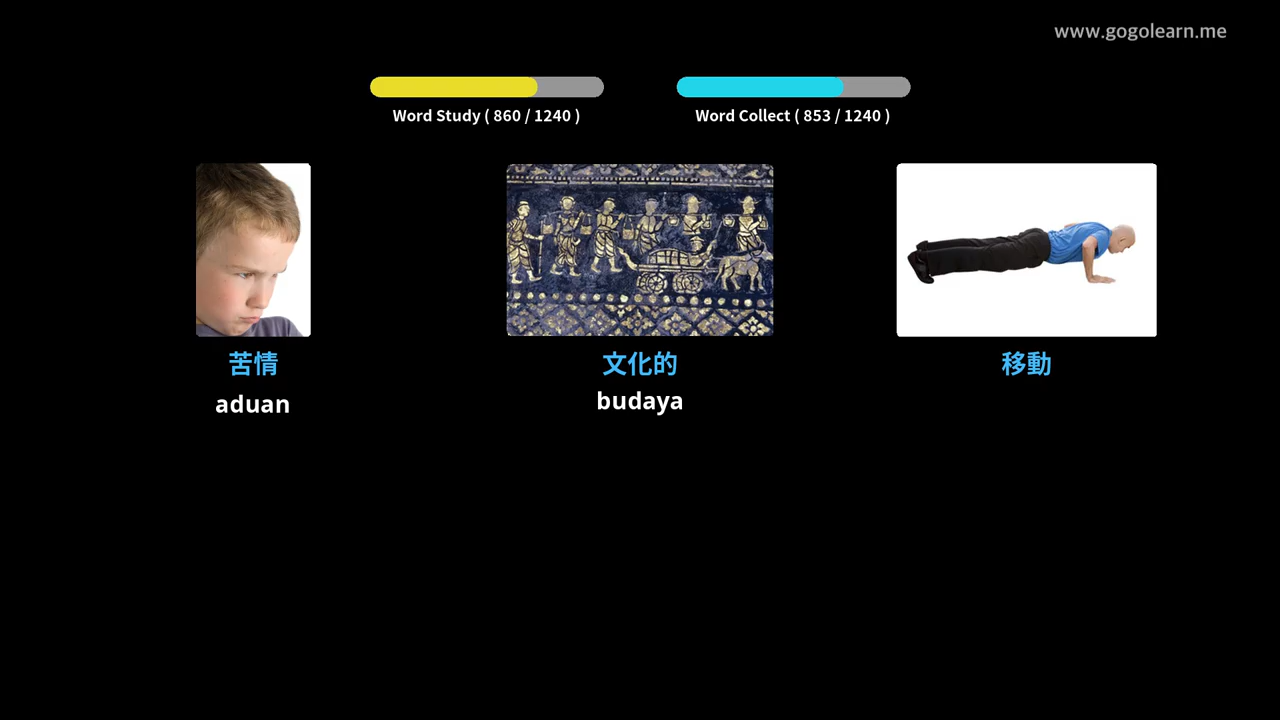 www.gogolearn.me
Word Study ( 860 / 1240 )
Word Collect ( 853 / 1240 )
苦情
文化的
移動
aduan
budaya